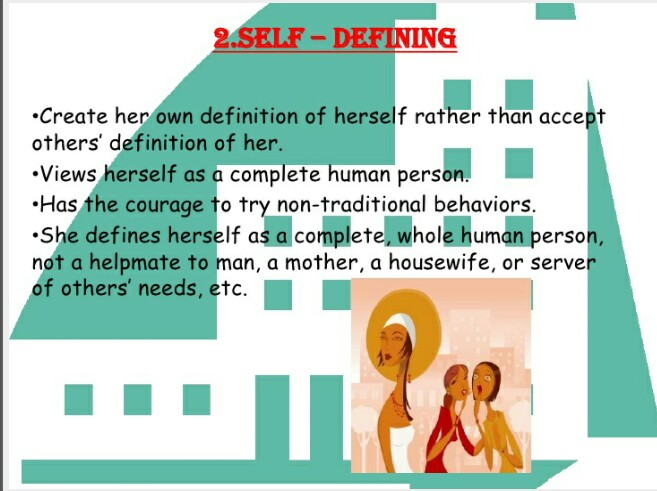 2.SELF – DEFINING
•Create her own definition of herself rather than accept
others' definition of her.
•Views herself as a complete human person.
•Has the courage to try non-traditional behaviors.
•She defines herself as a complete, whole human person,
not a helpmate to man, a mother, a housewife, or server
of others' needs, etc.